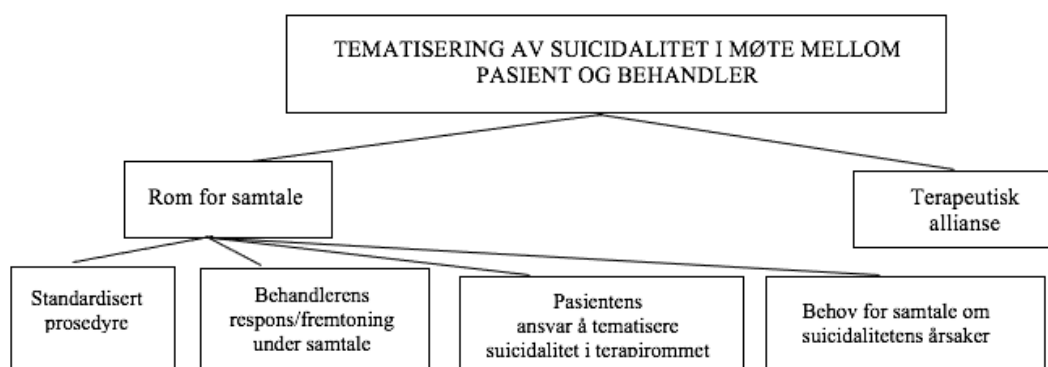 TEMATISERING AV SUICIDALITET I MØTE MELLOM
PASIENT OG BEHANDLER
Rom for samtale
Terapeutisk
allianse
Standardisert
prosedyre
Behandlerens
respons/fremtoning
under samtale
Pasientens
ansvar å tematisere
suicidalitet i terapirommet
Behov for samtale om
suicidalitetens årsaker